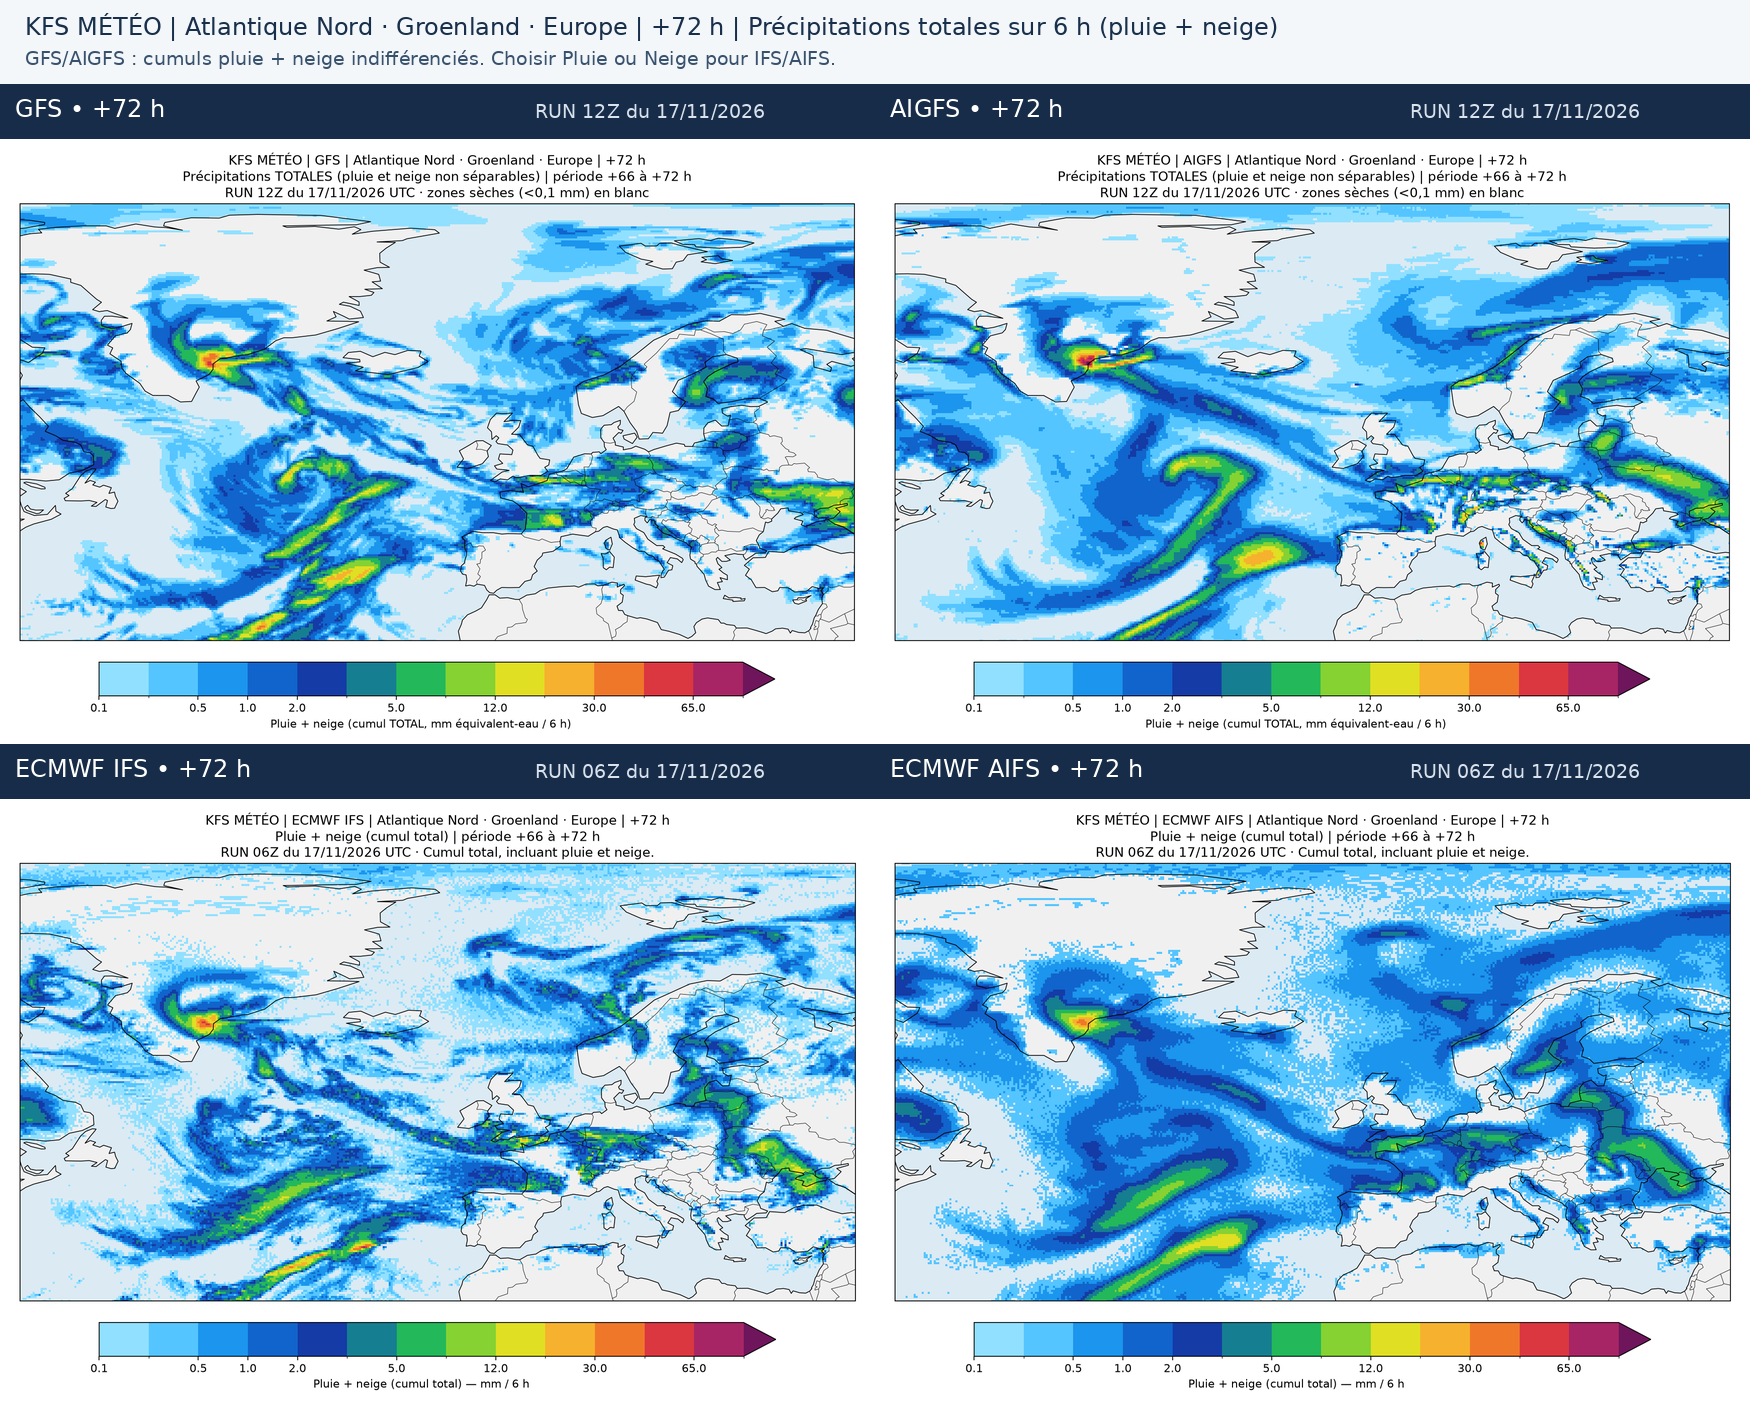 KFS MÉTÉO | Atlantique Nord · Groenland · Europe | +72 h | Précipitations totales sur 6 h (pluie + neige)
GFS/AIGFS : cumuls pluie + neige indifférenciés. Choisir Pluie ou Neige pour IFS/AIFS.
GFS • +72 h
RUN 12Z du 17/11/2026
AIGFS • +72 h
RUN 12Z du 17/11/2026
KFS MÉTÉO | GFS | Atlantique Nord · Groenland · Europe | +72 h
Précipitations TOTALES (pluie et neige non séparables) | période +66 à +72 h
RUN 12Z du 17/11/2026 UTC · zones sèches (<0,1 mm) en blanc
KFS MÉTÉO | AIGFS | Atlantique Nord · Groenland · Europe | +72 h
Précipitations TOTALES (pluie et neige non séparables) | période +66 à +72 h
RUN 12Z du 17/11/2026 UTC · zones sèches (<0,1 mm) en blanc
0.1 0.5 1.0 2.0 5.0 12.0 30.0 65.0
Pluie + neige (cumul TOTAL, mm équivalent-eau / 6 h)
0.1 0.5 1.0 2.0 5.0 12.0 30.0 65.0
Pluie + neige (cumul TOTAL, mm équivalent-eau / 6 h)
ECMWF IFS • +72 h
RUN 06Z du 17/11/2026
ECMWF AIFS • +72 h
RUN 06Z du 17/11/2026
KFS MÉTÉO | ECMWF IFS | Atlantique Nord · Groenland · Europe | +72 h
Pluie + neige (cumul total) | période +66 à +72 h
RUN 06Z du 17/11/2026 UTC · Cumul total, incluant pluie et neige.
KFS MÉTÉO | ECMWF AIFS | Atlantique Nord · Groenland · Europe | +72 h
Pluie + neige (cumul total) | période +66 à +72 h
RUN 06Z du 17/11/2026 UTC · Cumul total, incluant pluie et neige.
0.1 0.5 1.0 2.0 5.0 12.0 30.0 65.0
Pluie + neige (cumul total) — mm / 6 h
0.1 0.5 1.0 2.0 5.0 12.0 30.0 65.0
Pluie + neige (cumul total) — mm / 6 h